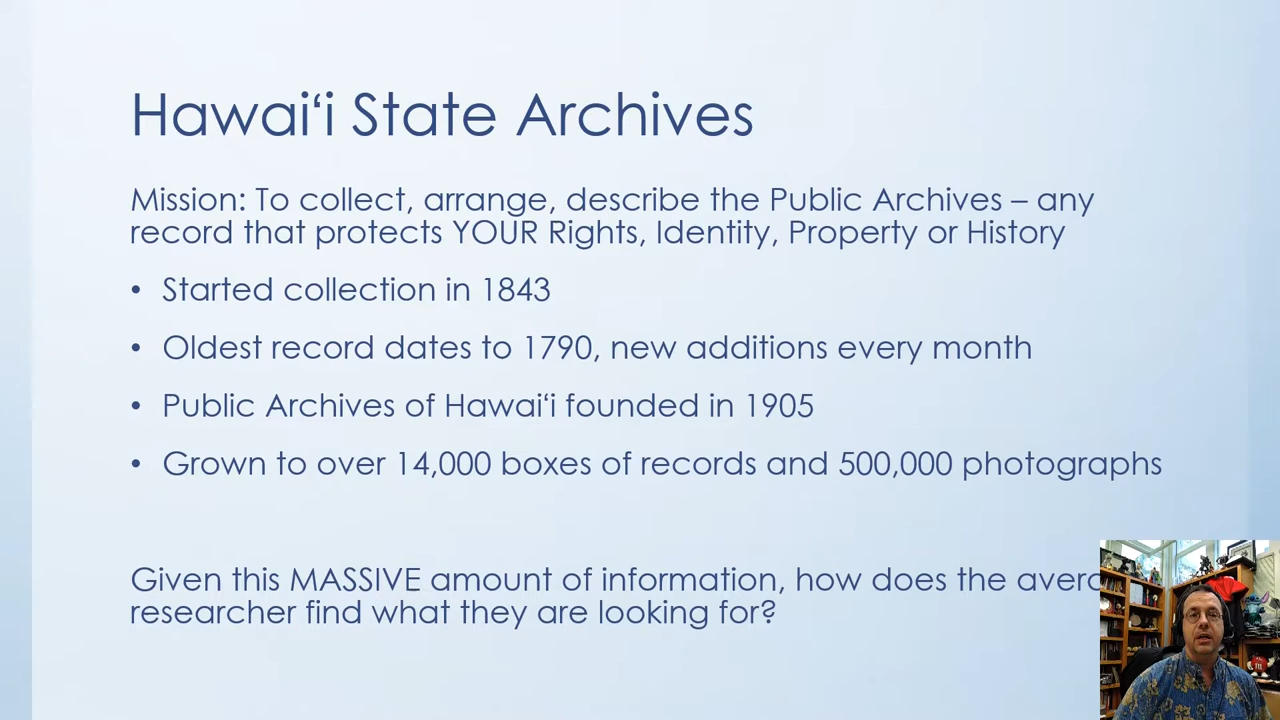 Hawaiʻi State Archives
Mission: To collect, arrange, describe the Public Archives – any
record that protects YOUR Rights, Identity, Property or History
• Started collection in 1843
• Oldest record dates to 1790, new additions every month
• Public Archives of Hawaiʻi founded in 1905
• Grown to over 14,000 boxes of records and 500,000 photographs
Given this MASSIVE amount of information, how does the
researcher find what they are looking for?